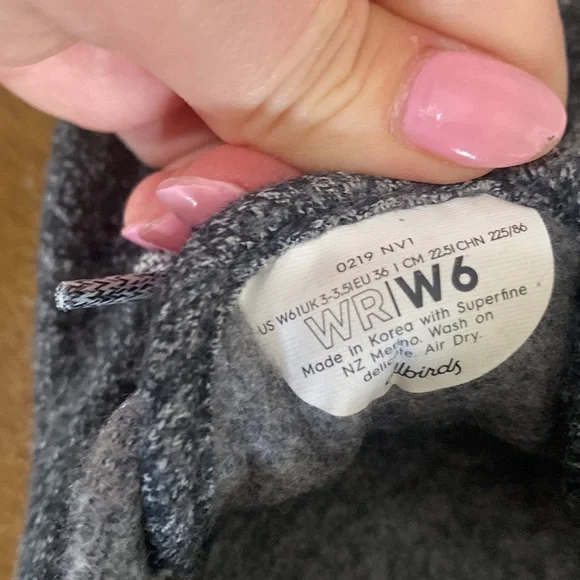 0219 NV1
US W6|UK 3-3.5|EU 36 | CM 22.5|CHN 225/86
WR|W6
Made In Korea with Superfine
NZ Merino. Wash on
delicate. Air Dry.
allbirds